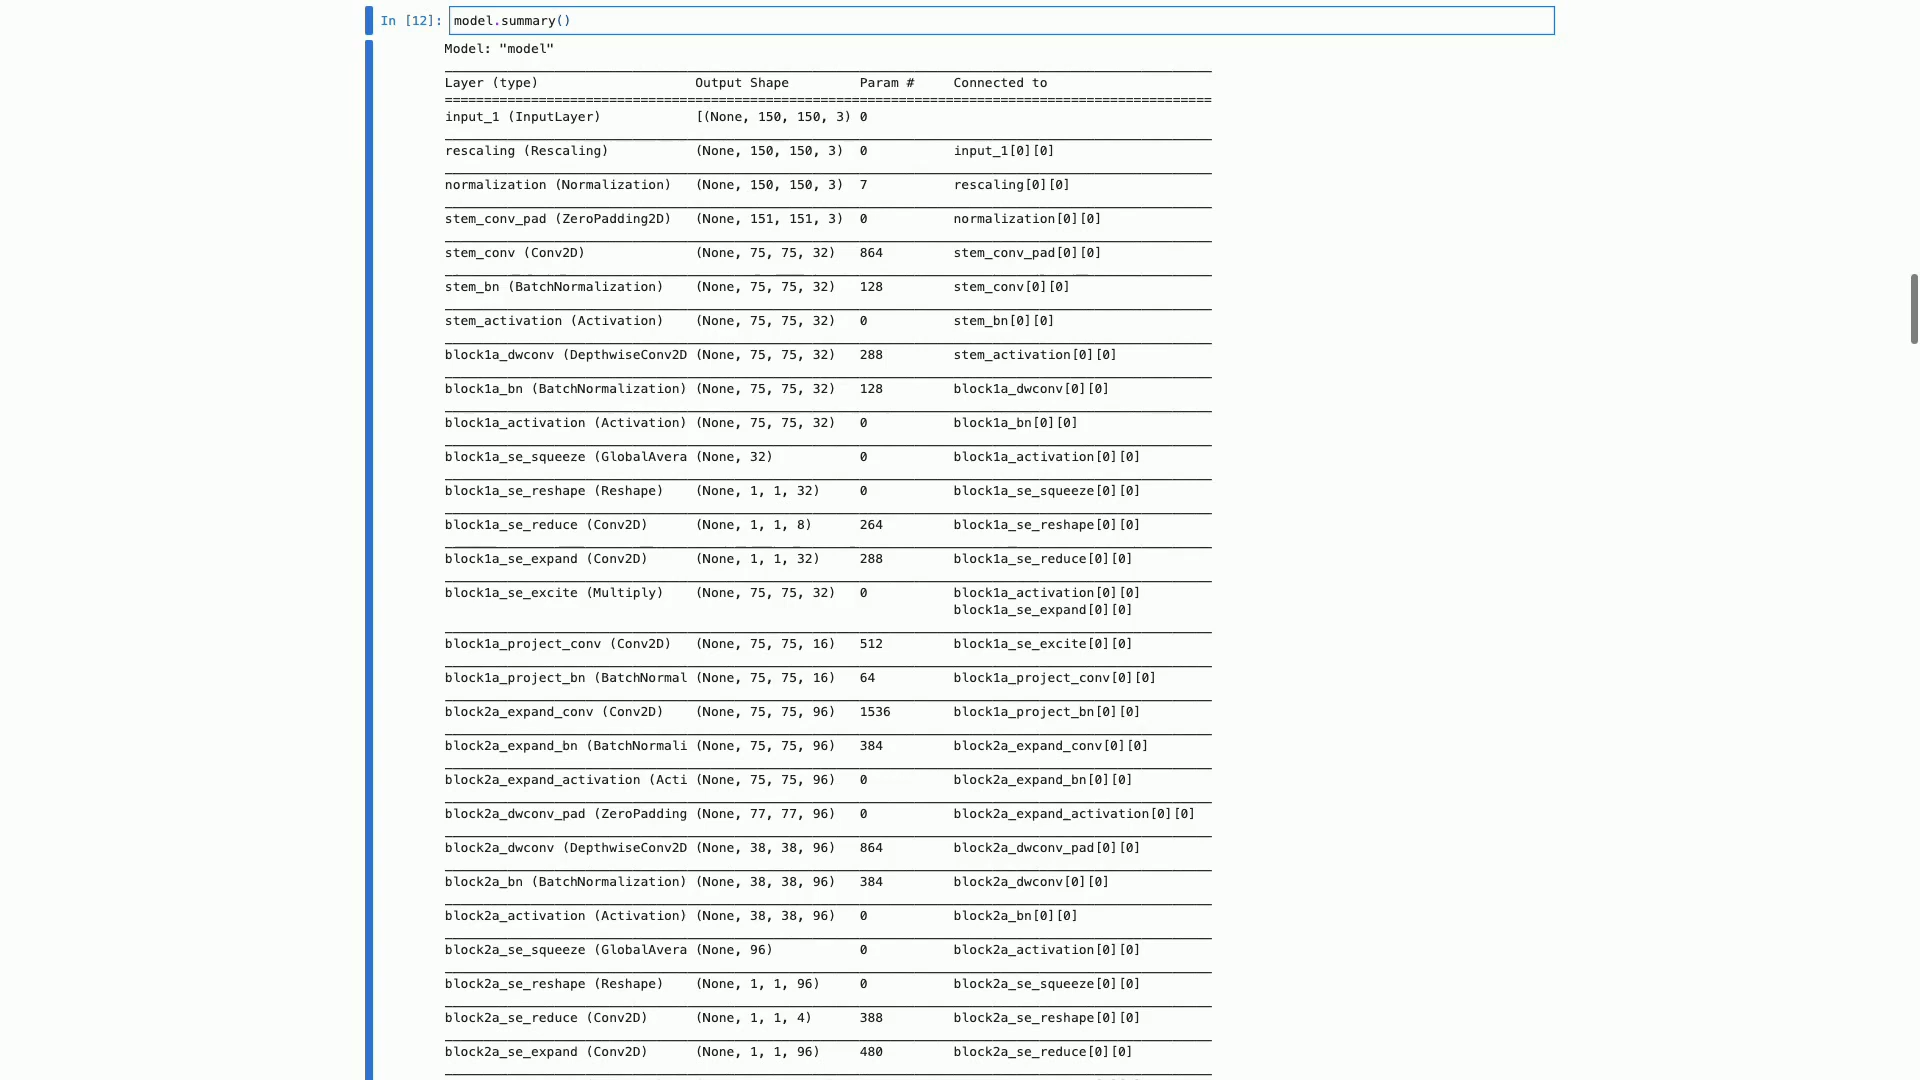 In [12]: model.summary()
Model: "model"
Layer (type) Output Shape Param # Connected to
==================================================================================================
input_1 (InputLayer) [(None, 150, 150, 3) 0
rescaling (Rescaling) (None, 150, 150, 3) 0 input_1[0][0]
normalization (Normalization) (None, 150, 150, 3) 7 rescaling[0][0]
stem_conv_pad (ZeroPadding2D) (None, 151, 151, 3) 0 normalization[0][0]
stem_conv (Conv2D) (None, 75, 75, 32) 864 stem_conv_pad[0][0]
stem_bn (BatchNormalization) (None, 75, 75, 32) 128 stem_conv[0][0]
stem_activation (Activation) (None, 75, 75, 32) 0 stem_bn[0][0]
block1a_dwconv (DepthwiseConv2D (None, 75, 75, 32) 288 stem_activation[0][0]
block1a_bn (BatchNormalization) (None, 75, 75, 32) 128 block1a_dwconv[0][0]
block1a_activation (Activation) (None, 75, 75, 32) 0 block1a_bn[0][0]
block1a_se_squeeze (GlobalAvera (None, 32) 0 block1a_activation[0][0]
block1a_se_reshape (Reshape) (None, 1, 1, 32) 0 block1a_se_squeeze[0][0]
block1a_se_reduce (Conv2D) (None, 1, 1, 8) 264 block1a_se_reshape[0][0]
block1a_se_expand (Conv2D) (None, 1, 1, 32) 288 block1a_se_reduce[0][0]
block1a_se_excite (Multiply) (None, 75, 75, 32) 0 block1a_activation[0][0]
block1a_se_expand[0][0]
block1a_project_conv (Conv2D) (None, 75, 75, 16) 512 block1a_se_excite[0][0]
block1a_project_bn (BatchNormal (None, 75, 75, 16) 64 block1a_project_conv[0][0]
block2a_expand_conv (Conv2D) (None, 75, 75, 96) 1536 block1a_project_bn[0][0]
block2a_expand_bn (BatchNormali (None, 75, 75, 96) 384 block2a_expand_conv[0][0]
block2a_expand_activation (Acti (None, 75, 75, 96) 0 block2a_expand_bn[0][0]
block2a_dwconv_pad (ZeroPadding (None, 77, 77, 96) 0 block2a_expand_activation[0][0]
block2a_dwconv (DepthwiseConv2D (None, 38, 38, 96) 864 block2a_dwconv_pad[0][0]
block2a_bn (BatchNormalization) (None, 38, 38, 96) 384 block2a_dwconv[0][0]
block2a_activation (Activation) (None, 38, 38, 96) 0 block2a_bn[0][0]
block2a_se_squeeze (GlobalAvera (None, 96) 0 block2a_activation[0][0]
block2a_se_reshape (Reshape) (None, 1, 1, 96) 0 block2a_se_squeeze[0][0]
block2a_se_reduce (Conv2D) (None, 1, 1, 4) 388 block2a_se_reshape[0][0]
block2a_se_expand (Conv2D) (None, 1, 1, 96) 480 block2a_se_reduce[0][0]